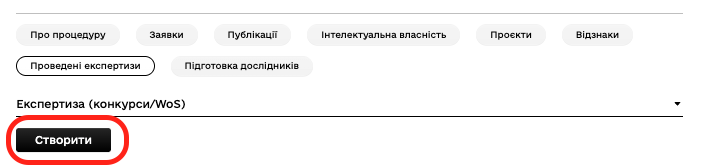 Про процедуру Заявки Публікації Інтелектуальна власність Проєкти Відзнаки
Проведені експертизи Підготовка дослідників
Експертиза (конкурси/WoS)
Створити